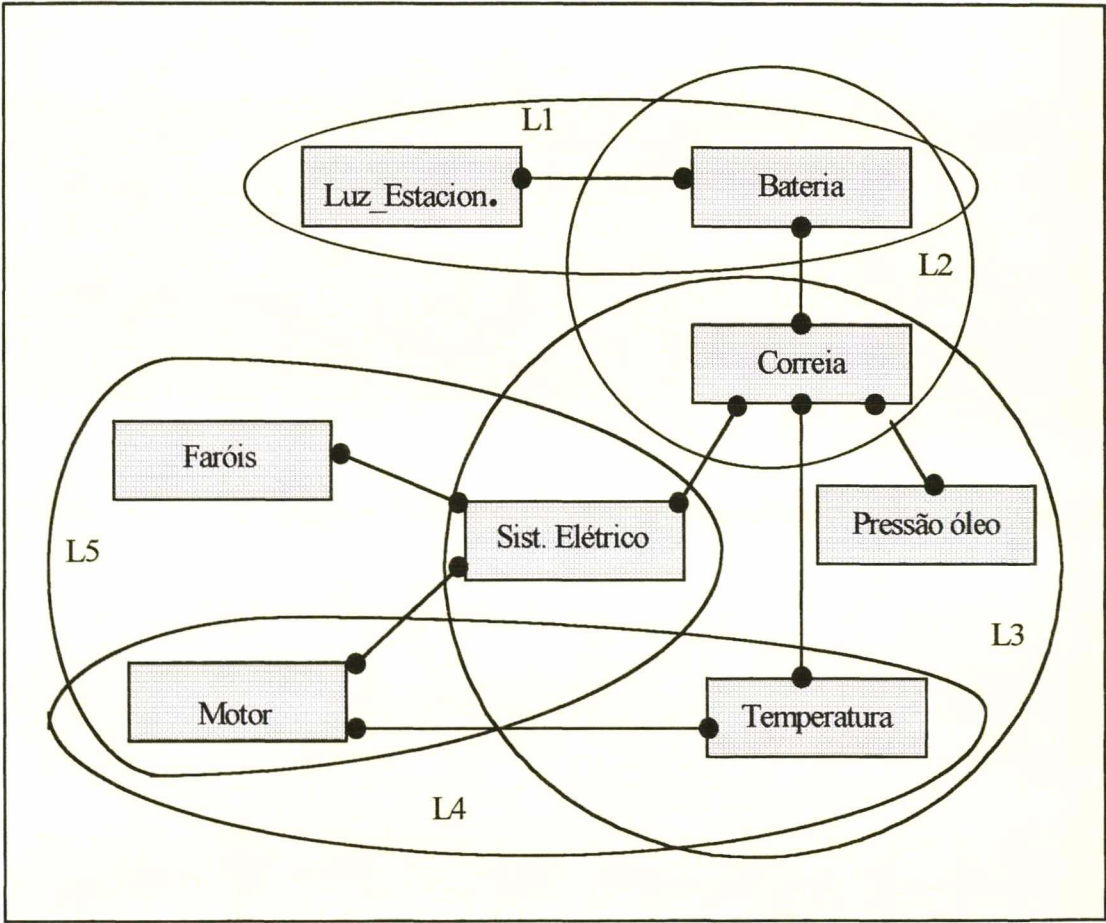 L1
Luz_Estacion.
Bateria
L2
Correia
Faróis
Sist. Elétrico
Pressão óleo
L5
L3
Motor
Temperatura
L4